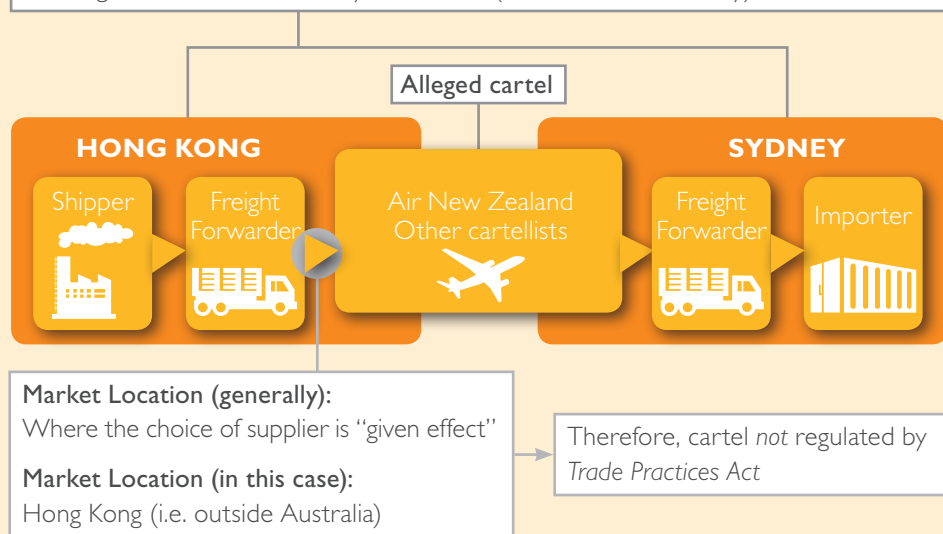 Alleged cartel
HONG KONG
SYDNEY
Shipper
Freight
Forwarder
Air New Zealand
Other cartellists
Freight
Forwarder
Importer
Market Location (generally):
Where the choice of supplier is “given effect”
Market Location (in this case):
Hong Kong (i.e. outside Australia)
Therefore, cartel not regulated by
Trade Practices Act